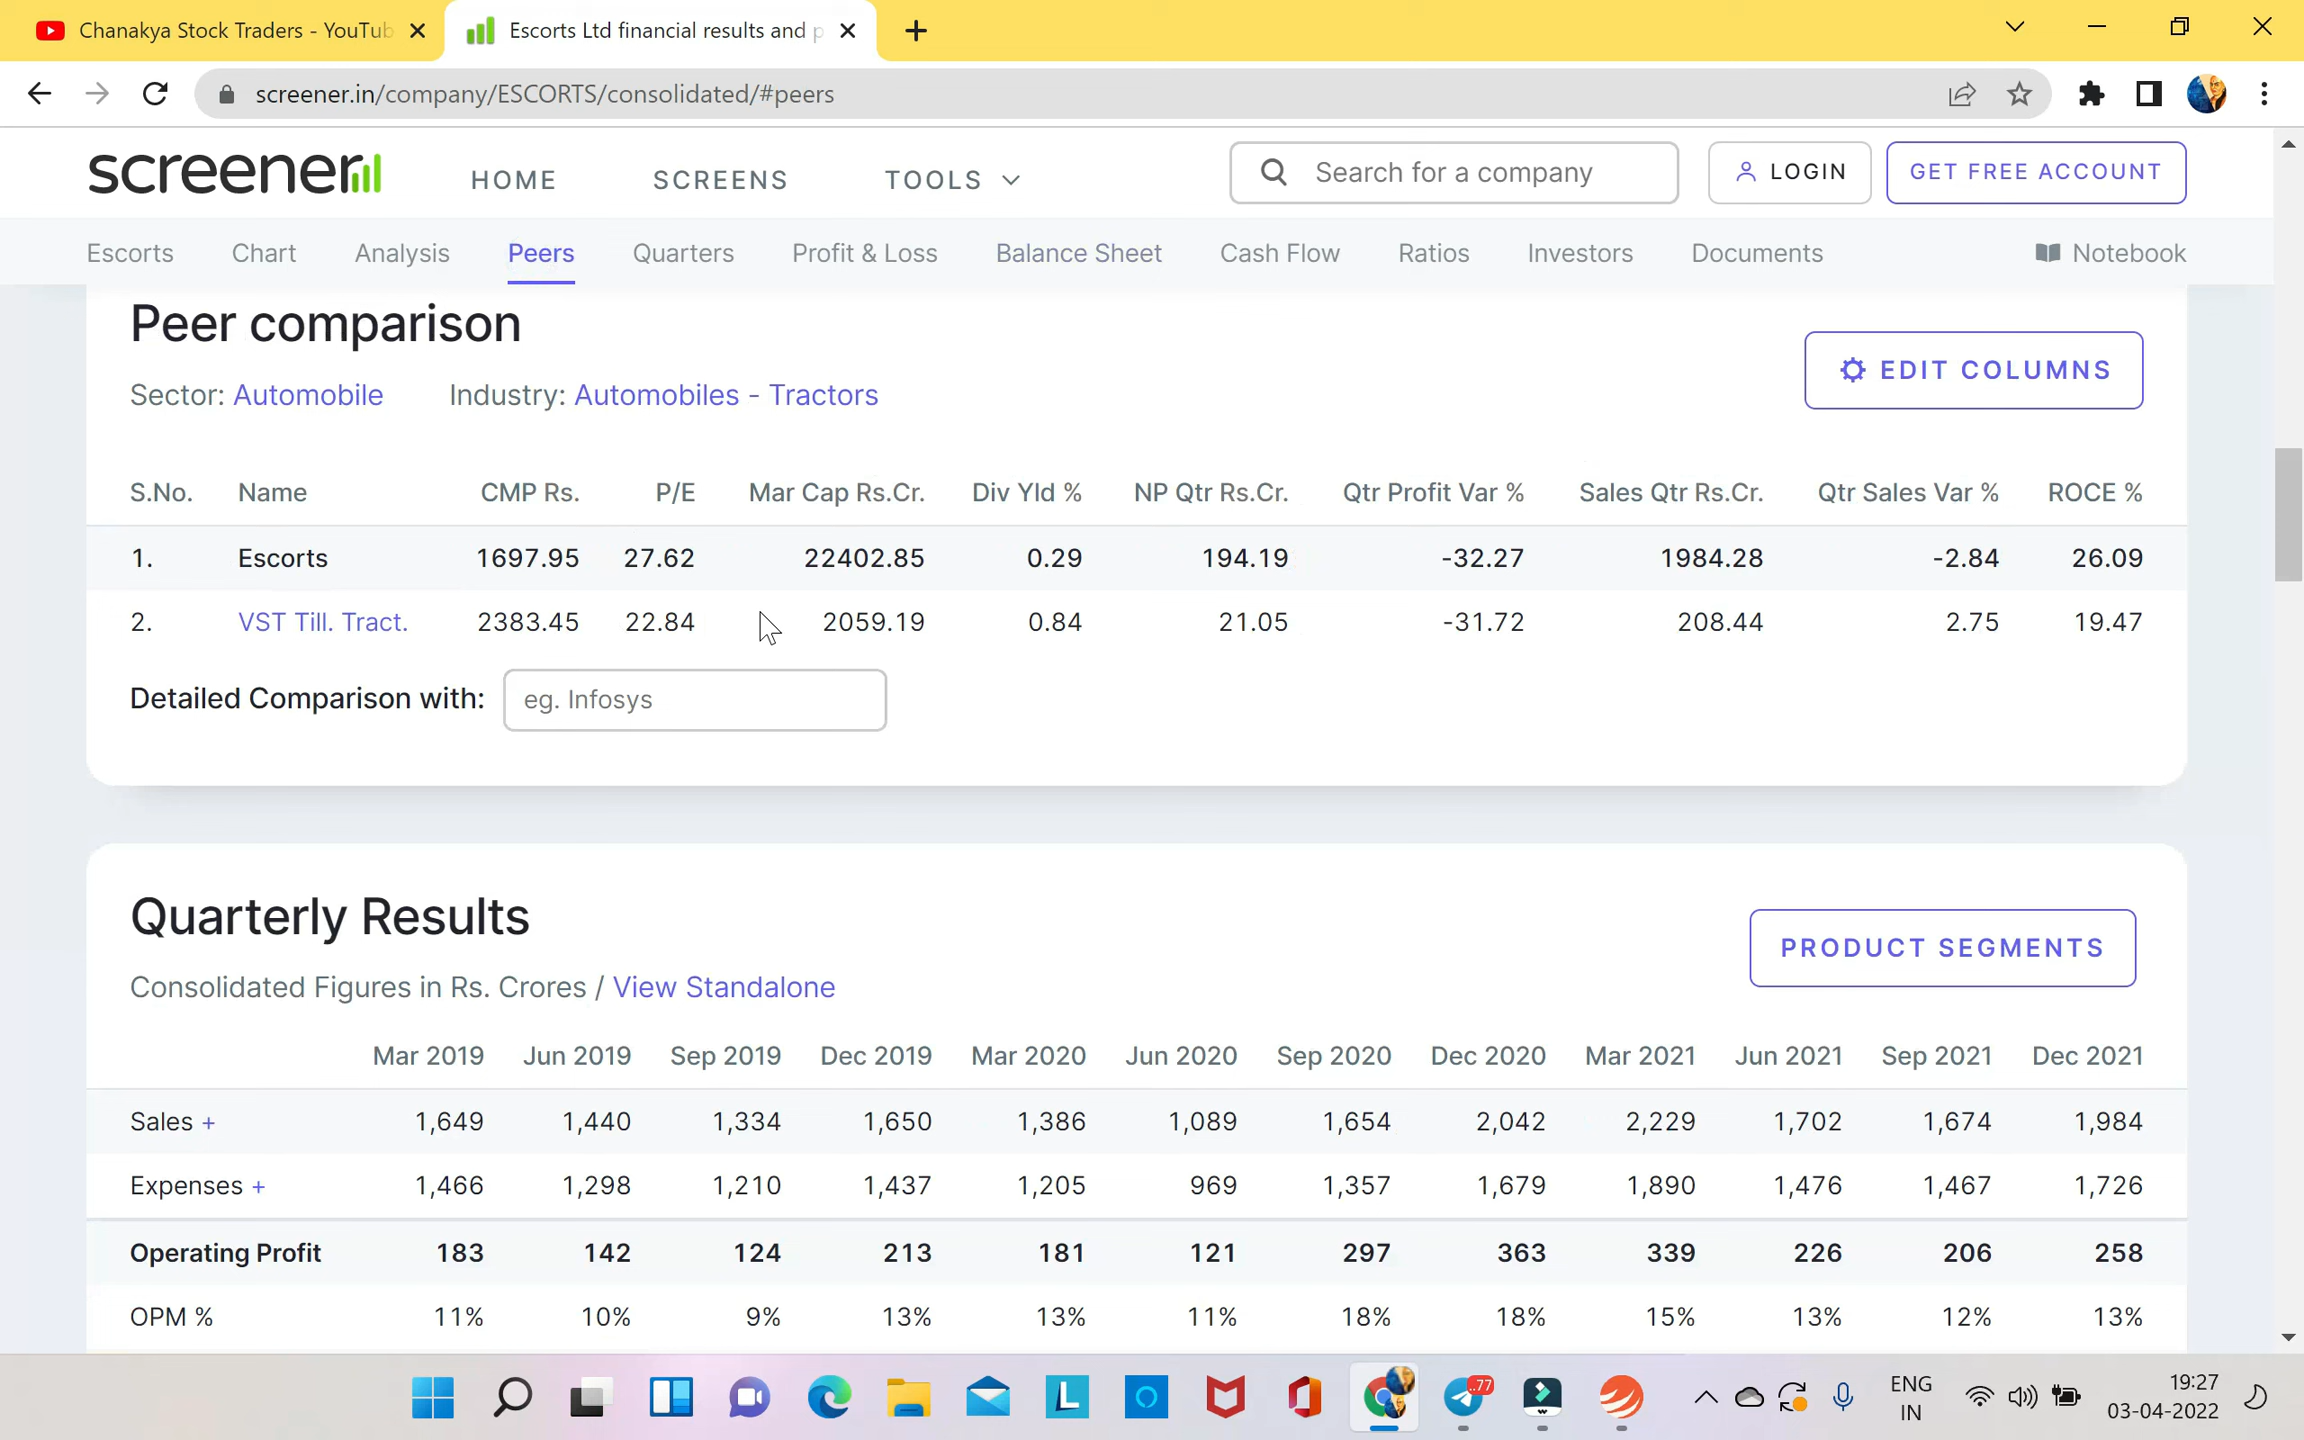 Chanakya Stock Traders - YouTub
Escorts Ltd financial results and p
screener.in/company/ESCORTS/consolidated/#peers
screener
HOME
SCREENS
TOOLS
Search for a company
LOGIN
GET FREE ACCOUNT
Escorts Chart Analysis Peers Quarters Profit & Loss Balance Sheet Cash Flow Ratios Investors Documents Notebook
Peer comparison
EDIT COLUMNS
Sector: Automobile Industry: Automobiles - Tractors
S.No. Name CMP Rs. P/E Mar Cap Rs.Cr. Div Yld % NP Qtr Rs.Cr. Qtr Profit Var % Sales Qtr Rs.Cr. Qtr Sales Var % ROCE %
1. Escorts 1697.95 27.62 22402.85 0.29 194.19 -32.27 1984.28 -2.84 26.09
2. VST Till. Tract. 2383.45 22.84 2059.19 0.84 21.05 -31.72 208.44 2.75 19.47
Detailed Comparison with: eg. Infosys
Quarterly Results
PRODUCT SEGMENTS
Consolidated Figures in Rs. Crores / View Standalone
Mar 2019 Jun 2019 Sep 2019 Dec 2019 Mar 2020 Jun 2020 Sep 2020 Dec 2020 Mar 2021 Jun 2021 Sep 2021 Dec 2021
Sales + 1,649 1,440 1,334 1,650 1,386 1,089 1,654 2,042 2,229 1,702 1,674 1,984
Expenses + 1,466 1,298 1,210 1,437 1,205 969 1,357 1,679 1,890 1,476 1,467 1,726
Operating Profit 183 142 124 213 181 121 297 363 339 226 206 258
OPM % 11% 10% 9% 13% 13% 11% 18% 18% 15% 13% 12% 13%
L
..77
ENG
IN
19:27
03-04-2022